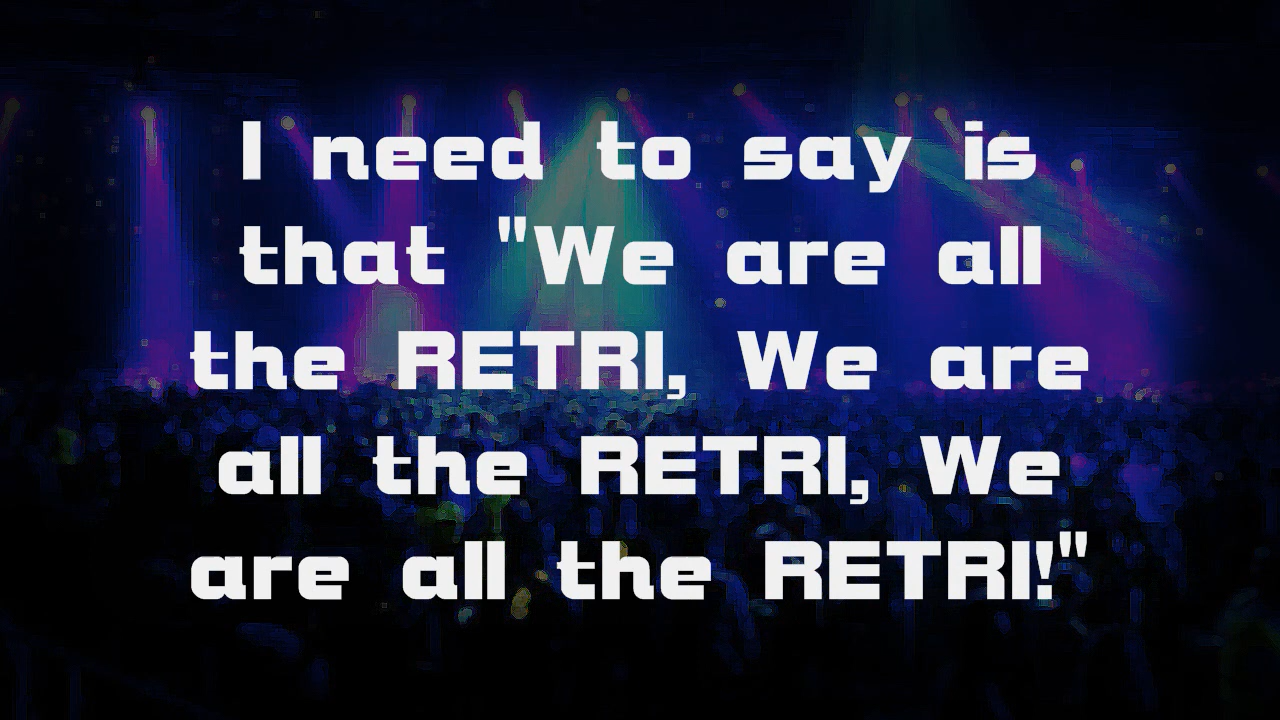 I need to say is
that "We are all
the RETRI, We are
all the RETRI, We
are all the RETRI!"